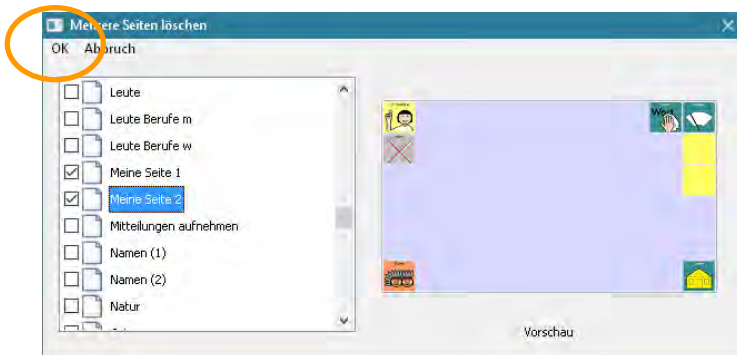 Mehrere Seiten löschen
OK Abbruch
Leute
Leute Berufe m
Leute Berufe w
Meine Seite 1
Meine Seite 2
Mitteilungen aufnehmen
Namen (1)
Namen (2)
Natur
Wort
Vorschau